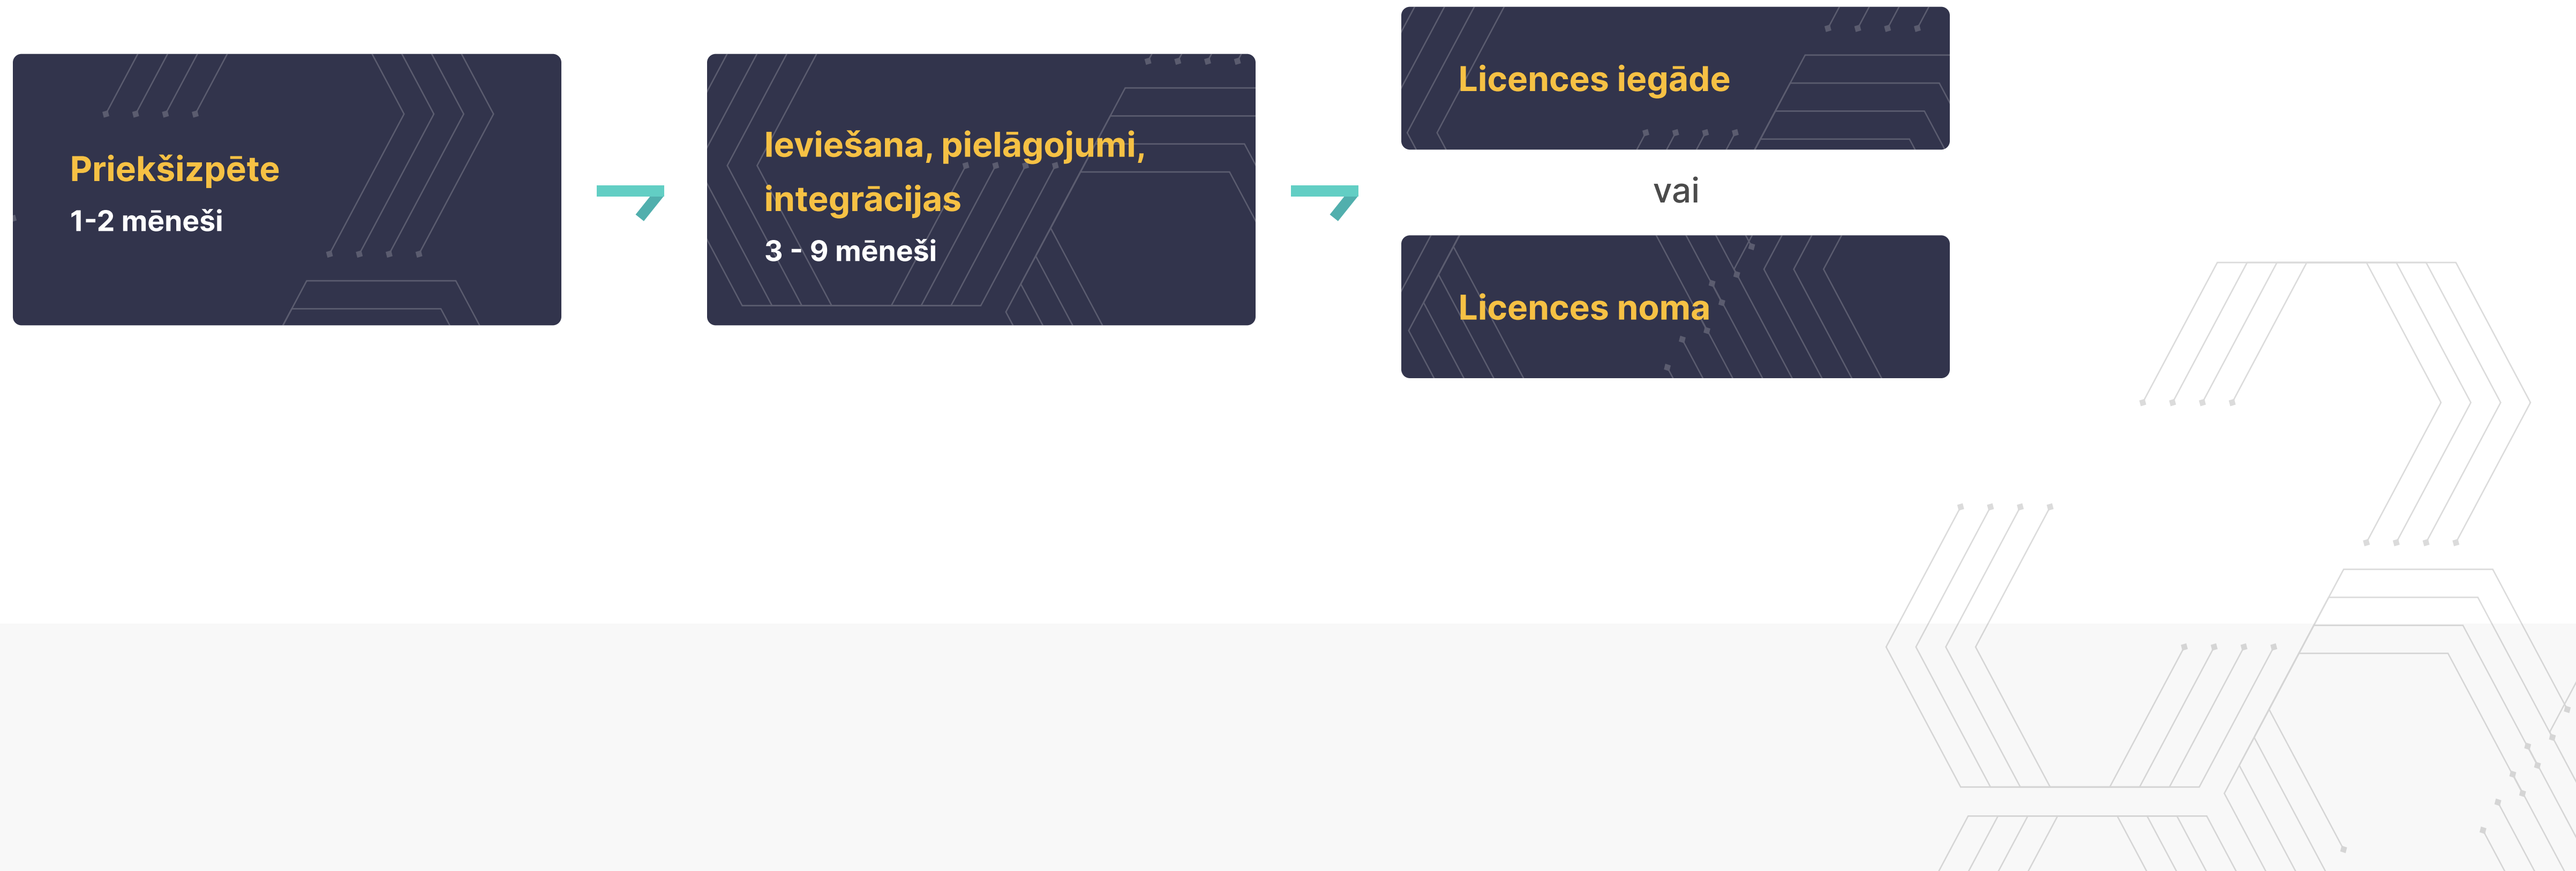 Priekšizpēte
1-2 mēneši
Ieviešana, pielāgojumi,
integrācijas
3 - 9 mēneši
Licences iegāde
vai
Licences noma